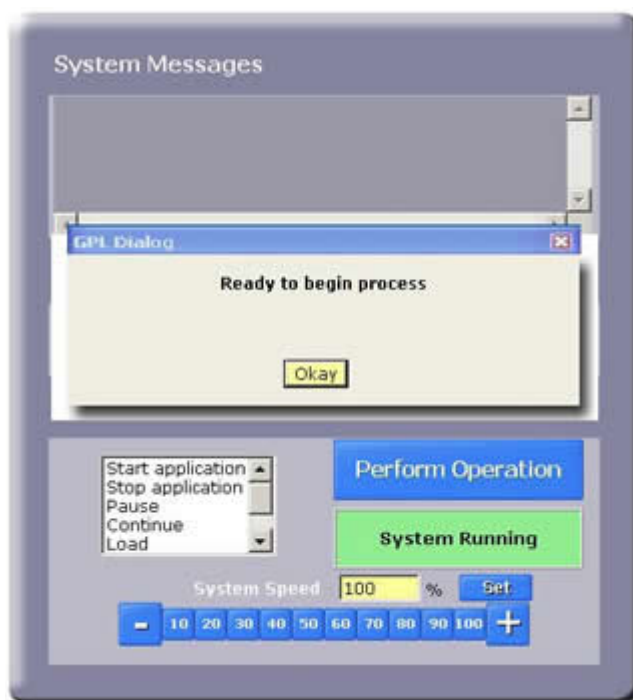 System Messages
GPL Dialog
Ready to begin process
Okay
Start application
Stop application
Pause
Continue
Load
Perform Operation
System Running
System Speed 100 % Set
- 10 20 30 40 50 60 70 80 90 100 +